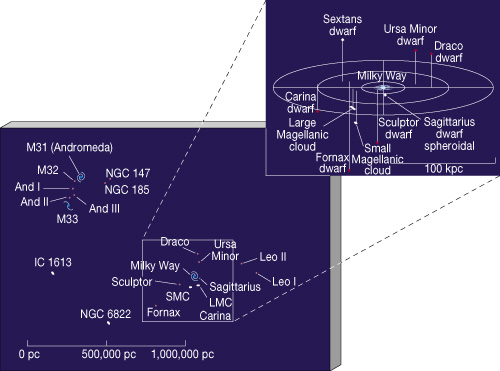 Sextans
dwarf
Ursa Minor
dwarf
Draco
dwarf
Milky Way
Carina
dwarf
Large
Magellanic
cloud
Sculptor
dwarf
Sagittarius
dwarf
spheroidal
Fornax
dwarf
Small
Magellanic
cloud
100 kpc
M31 (Andromeda)
M32
NGC 147
NGC 185
And I
And II
And III
M33
IC 1613
NGC 6822
Draco
Ursa
Minor
Leo II
Milky Way
Leo I
Sculptor
Sagittarius
SMC
LMC
Carina
Fornax
0 pc
500,000 pc
1,000,000 pc